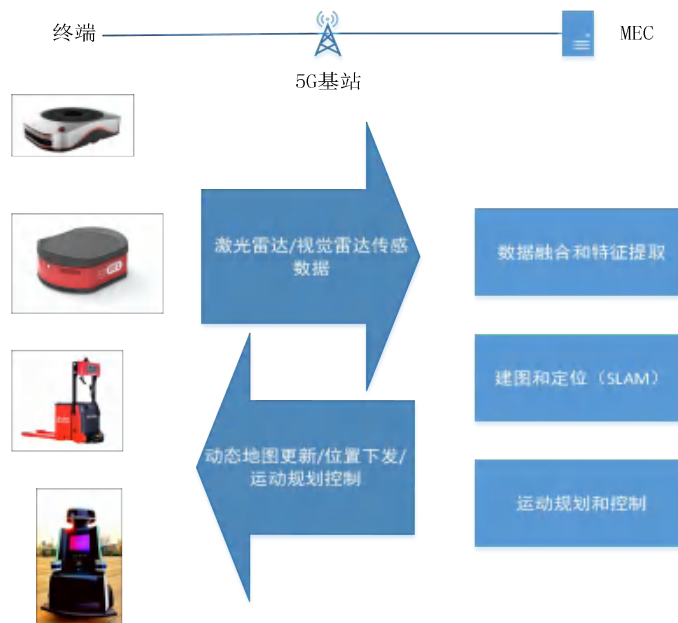 终端
MEC
5G基站
激光雷达/视觉雷达传感
数据
数据融合和特征提取
建图和定位（SLAM）
动态地图更新/位置下发/
运动规划控制
运动规划和控制